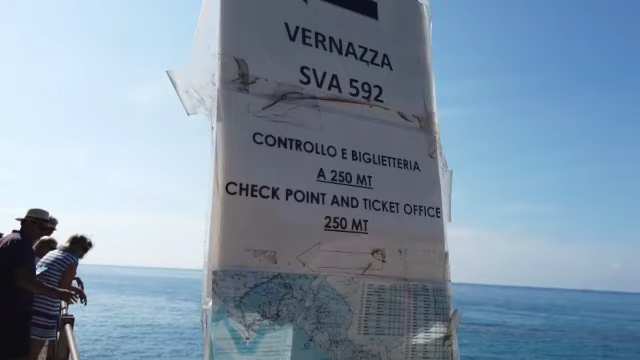 VERNAZZA
SVA 592
CONTROLLO E BIGLIETTERIA
A 250 MT
CHECK POINT AND TICKET OFFICE
250 MT